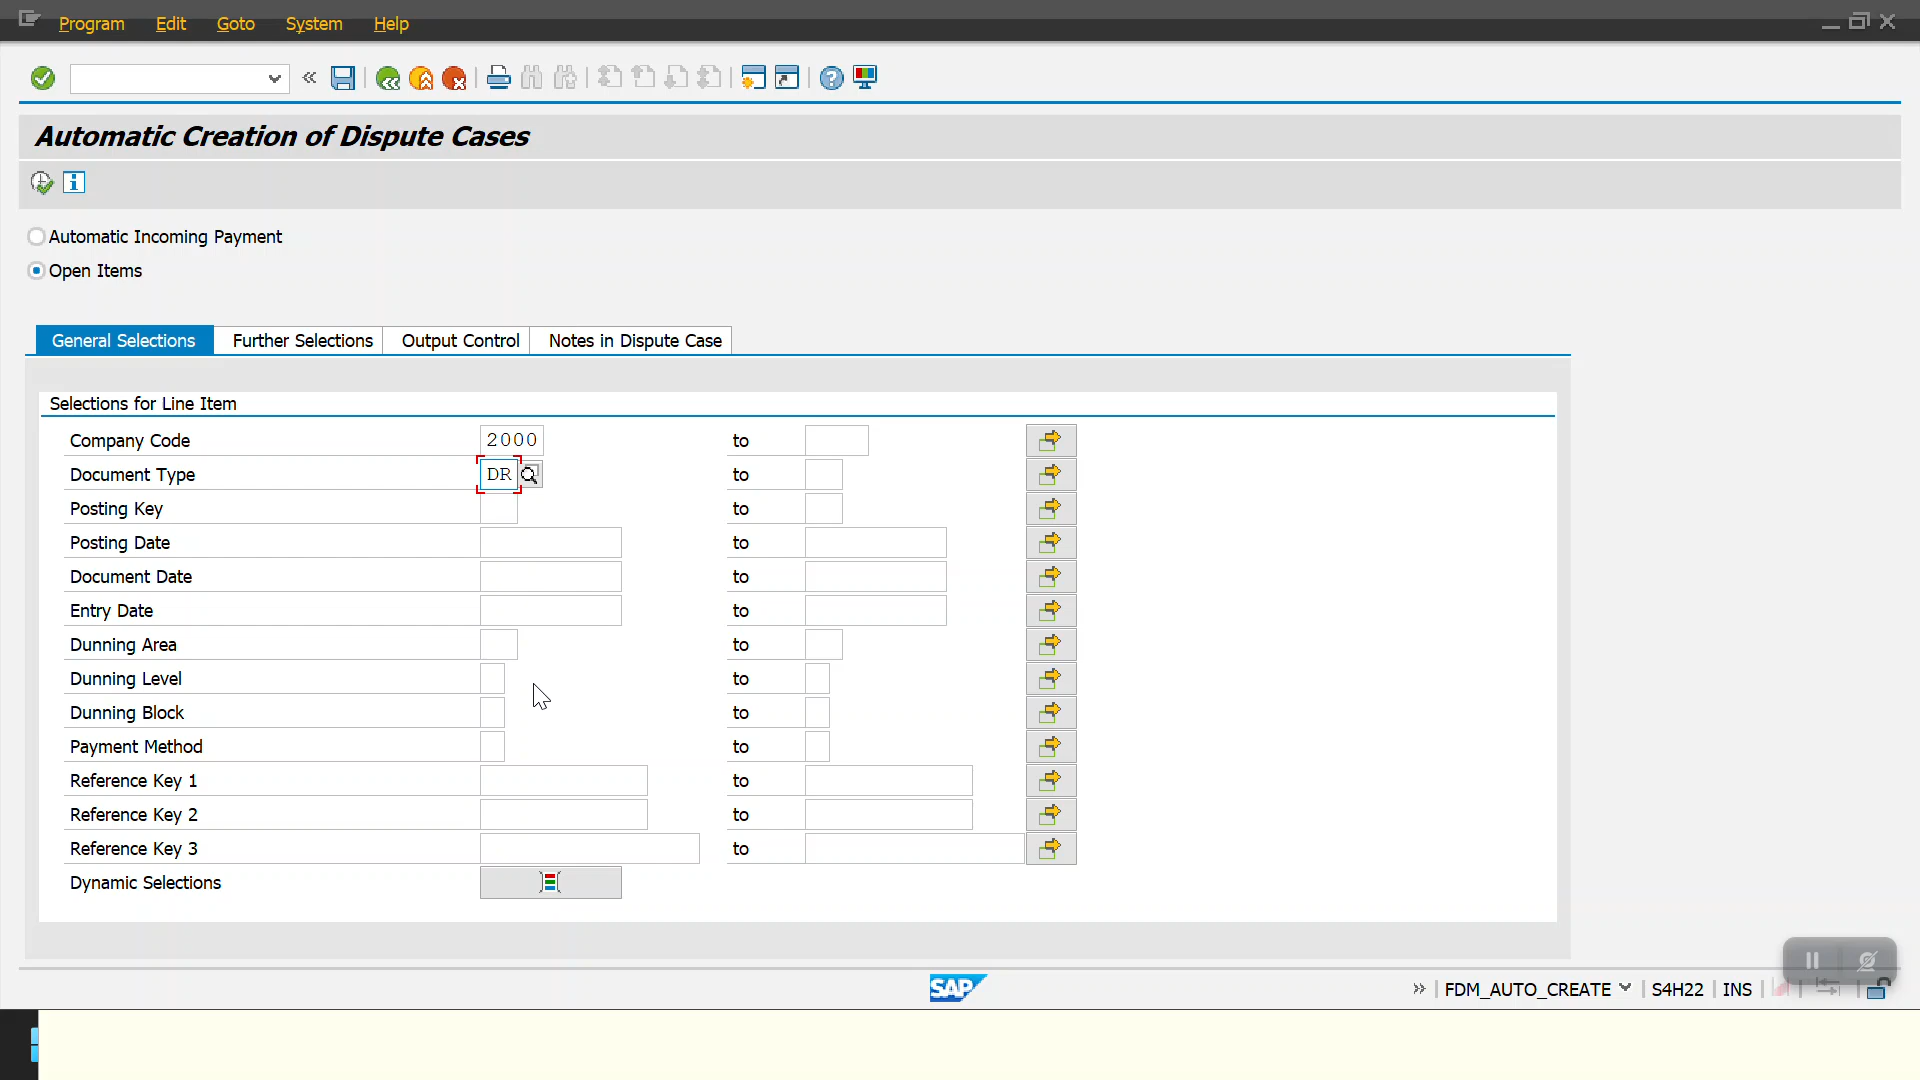 Program Edit Goto System Help
Automatic Creation of Dispute Cases
Automatic Incoming Payment
Open Items
General Selections Further Selections Output Control Notes in Dispute Case
Selections for Line Item
Company Code 2000 to
Document Type DR to
Posting Key to
Posting Date to
Document Date to
Entry Date to
Dunning Area to
Dunning Level to
Dunning Block to
Payment Method to
Reference Key 1 to
Reference Key 2 to
Reference Key 3 to
Dynamic Selections
SAP FDM_AUTO_CREATE S4H22 INS